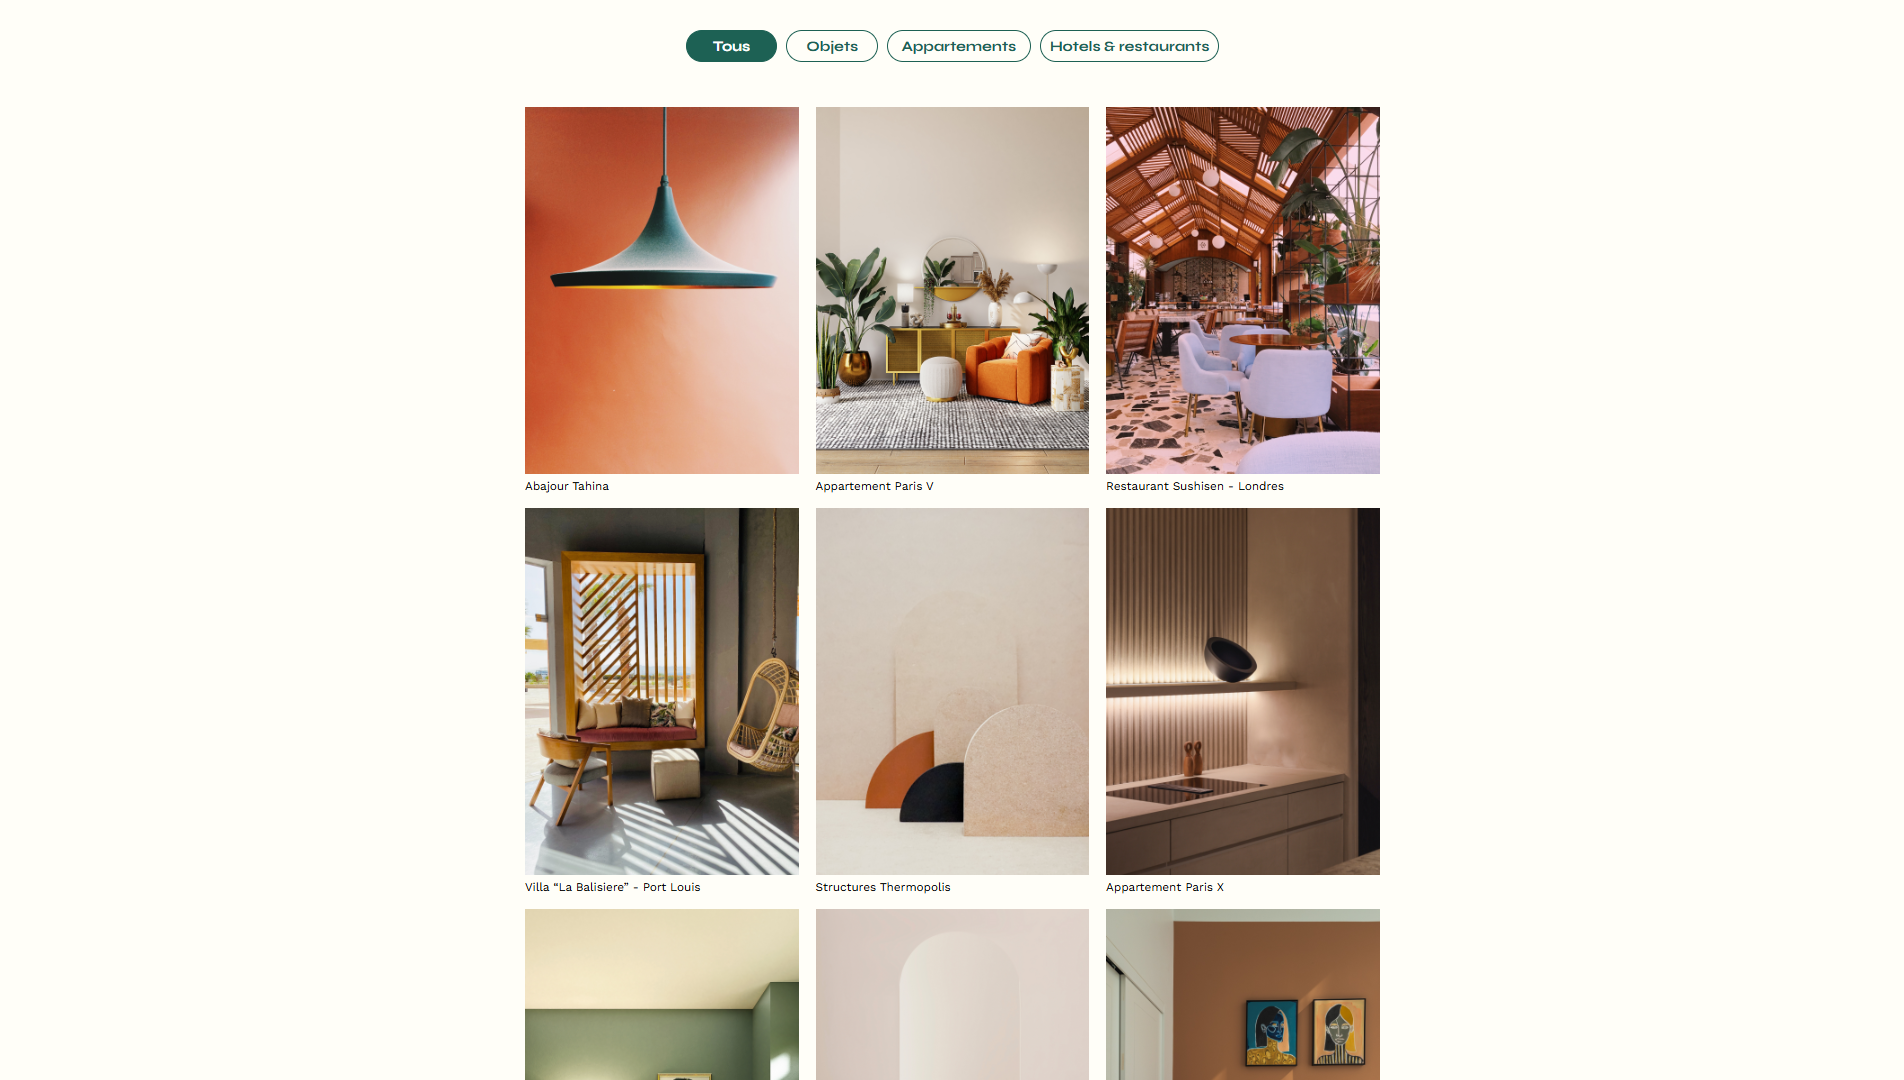 Tous
Objets
Appartements
Hotels & restaurants
Abajour Tahina
Appartement Paris V
Restaurant Sushisen - Londres
Villa “La Balisiere” - Port Louis
Structures Thermopolis
Appartement Paris X